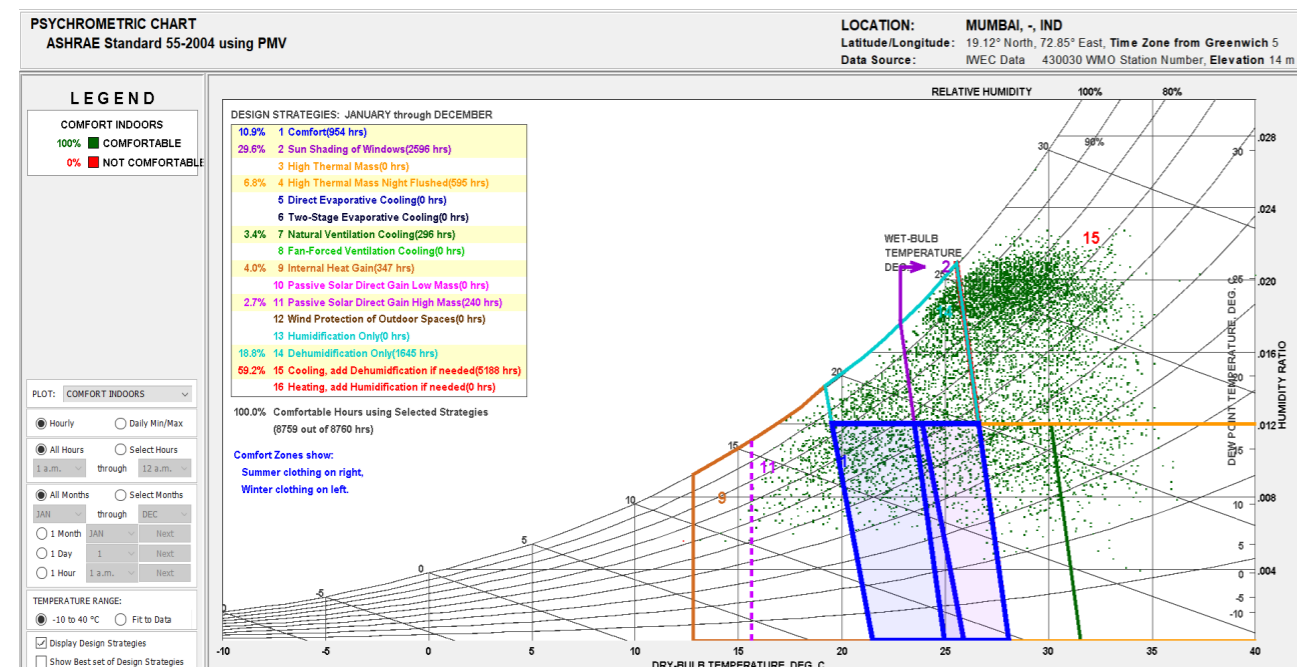 PSYCHROMETRIC CHART
ASHRAE Standard 55-2004 using PMV
LOCATION: MUMBAI, -, IND
Latitude/Longitude: 19.12° North, 72.85° East, Time Zone from Greenwich 5
Data Source: IWEC Data 430030 WMO Station Number, Elevation 14 m
LEGEND
COMFORT INDOORS
100% COMFORTABLE
0% NOT COMFORTABLE
PLOT: COMFORT INDOORS
Hourly Daily Min/Max
All Hours Select Hours
1 a.m. through 12 a.m.
All Months Select Months
JAN through DEC
1 Month JAN Next
1 Day 1 Next
1 Hour 1 a.m. Next
TEMPERATURE RANGE:
-10 to 40 °C Fit to Data
Display Design Strategies
Show Best set of Design Strategies
DESIGN STRATEGIES: JANUARY through DECEMBER
10.9% 1 Comfort(954 hrs)
29.6% 2 Sun Shading of Windows(2596 hrs)
3 High Thermal Mass(0 hrs)
6.8% 4 High Thermal Mass Night Flushed(595 hrs)
5 Direct Evaporative Cooling(0 hrs)
6 Two-Stage Evaporative Cooling(0 hrs)
3.4% 7 Natural Ventilation Cooling(296 hrs)
8 Fan-Forced Ventilation Cooling(0 hrs)
4.0% 9 Internal Heat Gain(347 hrs)
10 Passive Solar Direct Gain Low Mass(0 hrs)
2.7% 11 Passive Solar Direct Gain High Mass(240 hrs)
12 Wind Protection of Outdoor Spaces(0 hrs)
13 Humidification Only(0 hrs)
18.8% 14 Dehumidification Only(1645 hrs)
59.2% 15 Cooling, add Dehumidification if needed(5188 hrs)
16 Heating, add Humidification if needed(0 hrs)
100.0% Comfortable Hours using Selected Strategies
(8759 out of 8760 hrs)
Comfort Zones show:
Summer clothing on right,
Winter clothing on left.
RELATIVE HUMIDITY 100% 80%
90%
WET-BULB
TEMPERATURE
DEG.
-5
0
5
10
15
20
25
30
1
2
9
11
14
15
DEW POINT TEMPERATURE, DEG. C
30
25
20
15
10
5
0
-5
-10
HUMIDITY RATIO
.028
.024
.020
.016
.012
.008
.004
-10 -5 0 5 10 15 20 25 30 35 40
DRY-BULB TEMPERATURE, DEG. C